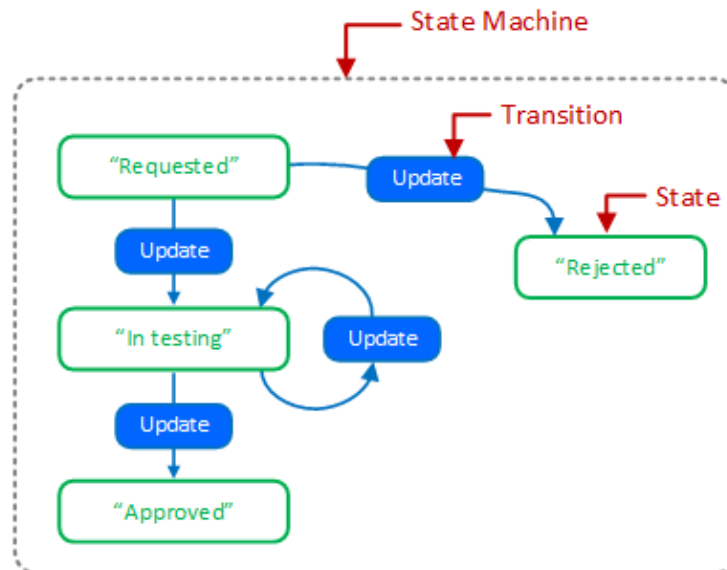 State Machine
Transition
“Requested”
Update
State
Update
“Rejected”
“In testing”
Update
Update
“Approved”